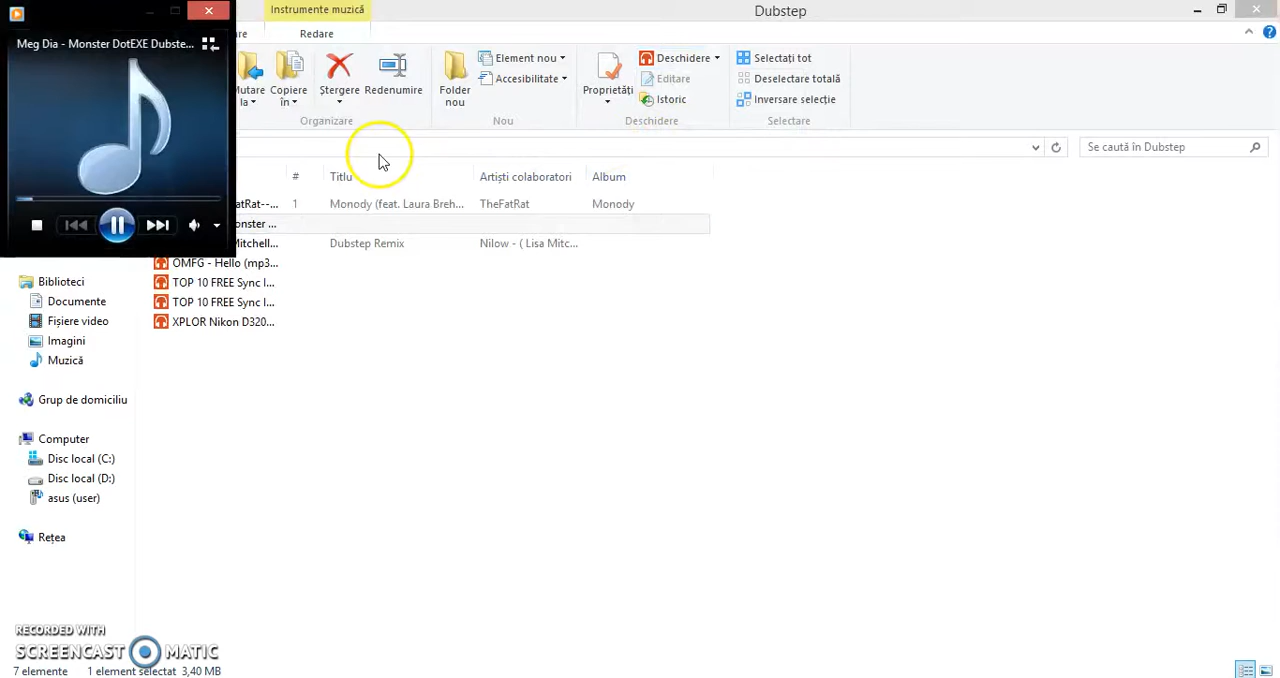 Instrumente muzică
Dubstep
Meg Dia - Monster DotEXE Dubste...
Redare
Mutare la
Copiere în
Ștergere
Redenumire
Organizare
Folder nou
Element nou
Accesibilitate
Nou
Proprietăți
Deschidere
Editare
Istoric
Deschidere
Selectați tot
Deselectare totală
Inversare selecție
Selectare
Se caută în Dubstep
# Titlu Artiști colaboratori Album
1 Monody (feat. Laura Breh... TheFatRat Monody
Dubstep Remix Nilow - ( Lisa Mitc...
OMFG - Hello (mp3...
TOP 10 FREE Sync I...
TOP 10 FREE Sync I...
XPLOR Nikon D320...
Biblioteci
Documente
Fișiere video
Imagini
Muzică
Grup de domiciliu
Computer
Disc local (C:)
Disc local (D:)
asus (user)
Rețea
RECORDED WITH
SCREENCAST MATIC
7 elemente 1 element selectat 3,40 MB